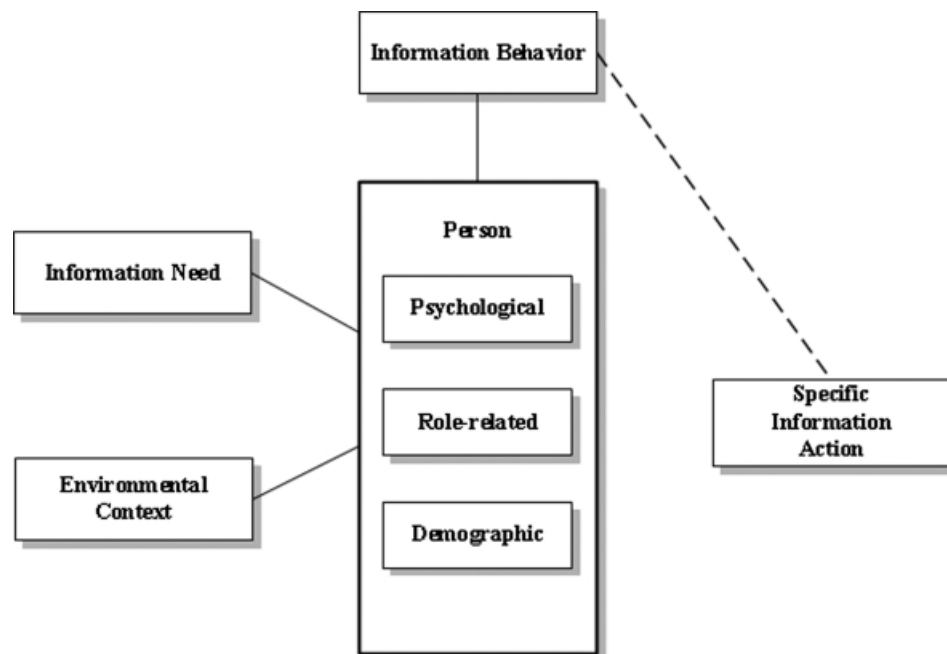 Information Behavior
Person
Information Need
Psychological
Role-related
Specific
Information
Action
Environmental
Context
Demographic